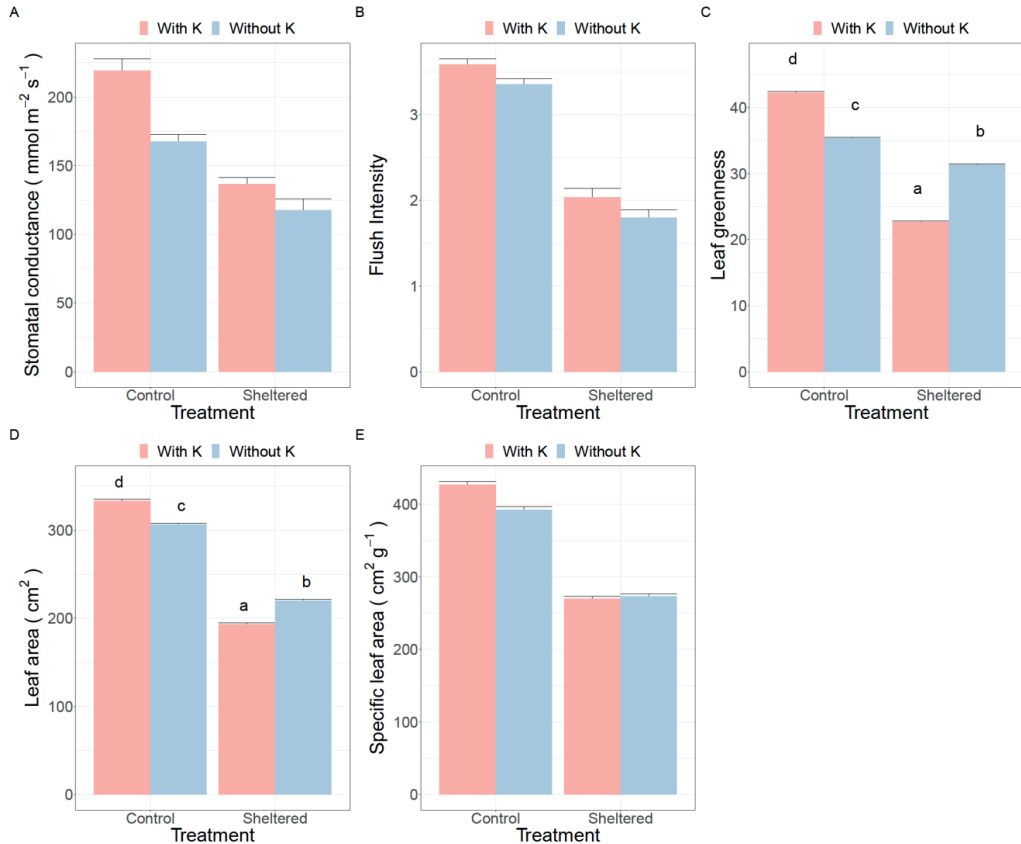 A
With K Without K
Stomatal conductance ( mmol m⁻² s⁻¹ )
200
150
100
50
0
Control Sheltered
Treatment
B
With K Without K
Flush Intensity
3
2
1
0
Control Sheltered
Treatment
C
With K Without K
Leaf greenness
40
30
20
10
0
d
c
a
b
Control Sheltered
Treatment
D
With K Without K
Leaf area ( cm² )
300
200
100
0
d
c
a
b
Control Sheltered
Treatment
E
With K Without K
Specific leaf area ( cm² g⁻¹ )
400
300
200
100
0
Control Sheltered
Treatment